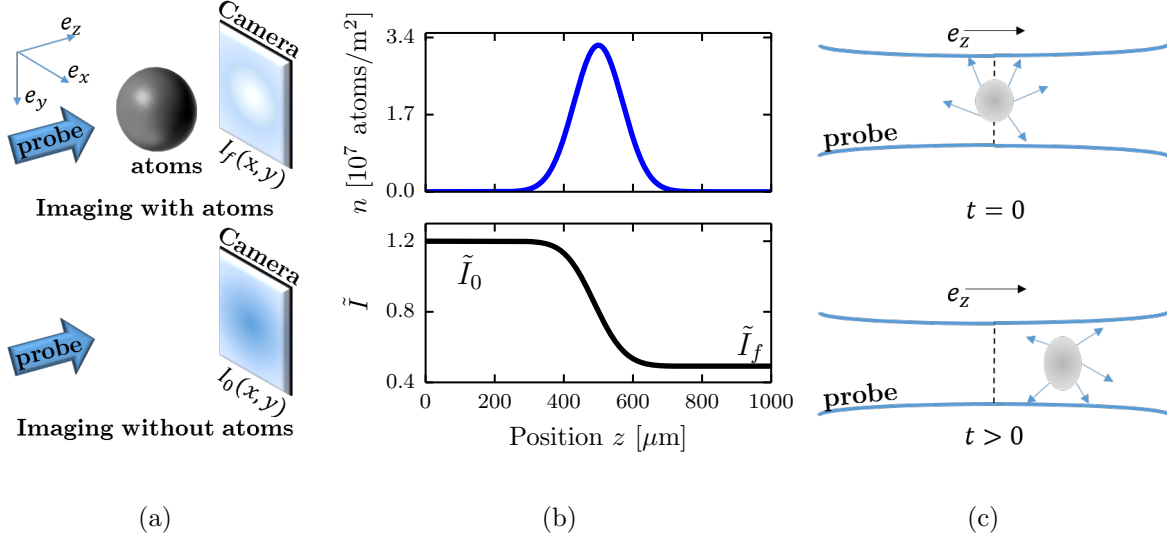 e_z
e_x
e_y
probe
atoms
Camera
I_f(x, y)
Imaging with atoms
probe
Camera
I_0(x, y)
Imaging without atoms
(a)
n [10^7 atoms/m^2]
3.4
1.7
0.0
Ĩ
1.2
0.8
0.4
Ĩ_0
Ĩ_f
0 200 400 600 800 1000
Position z [μm]
(b)
e_z
probe
t = 0
e_z
probe
t > 0
(c)